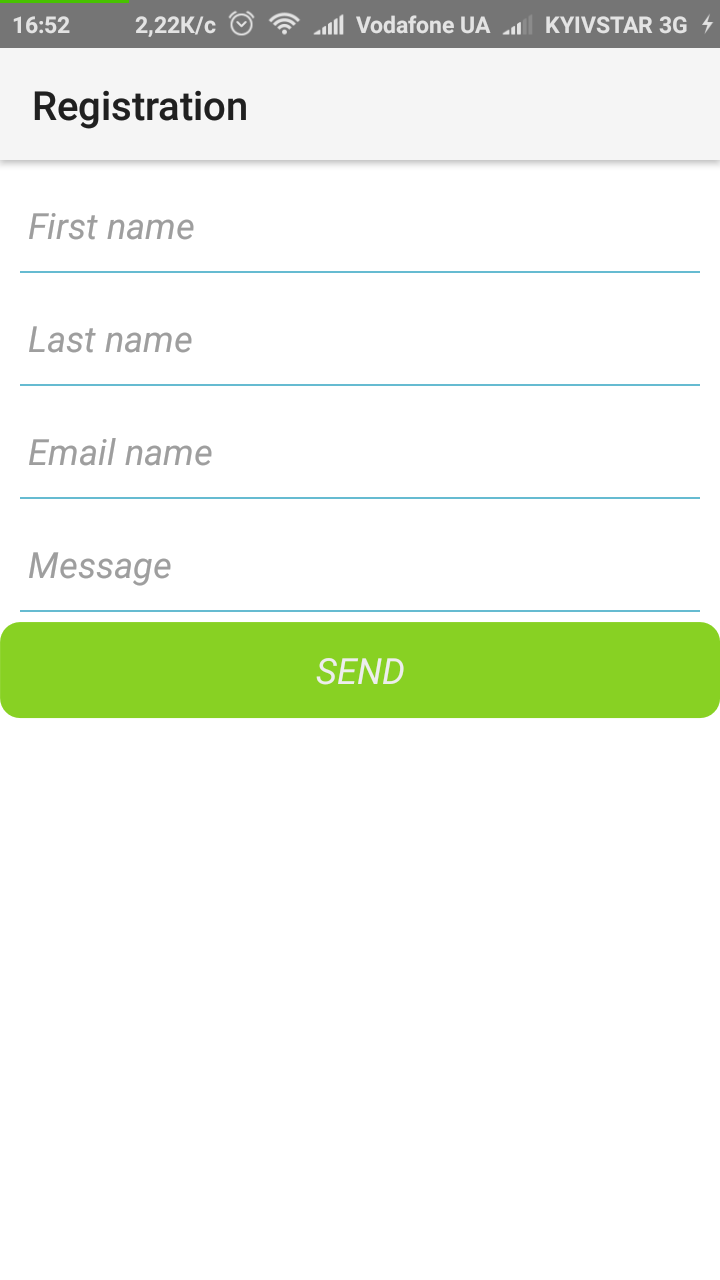 16:52 2,22K/c Vodafone UA KYIVSTAR 3G
Registration
First name
Last name
Email name
Message
SEND